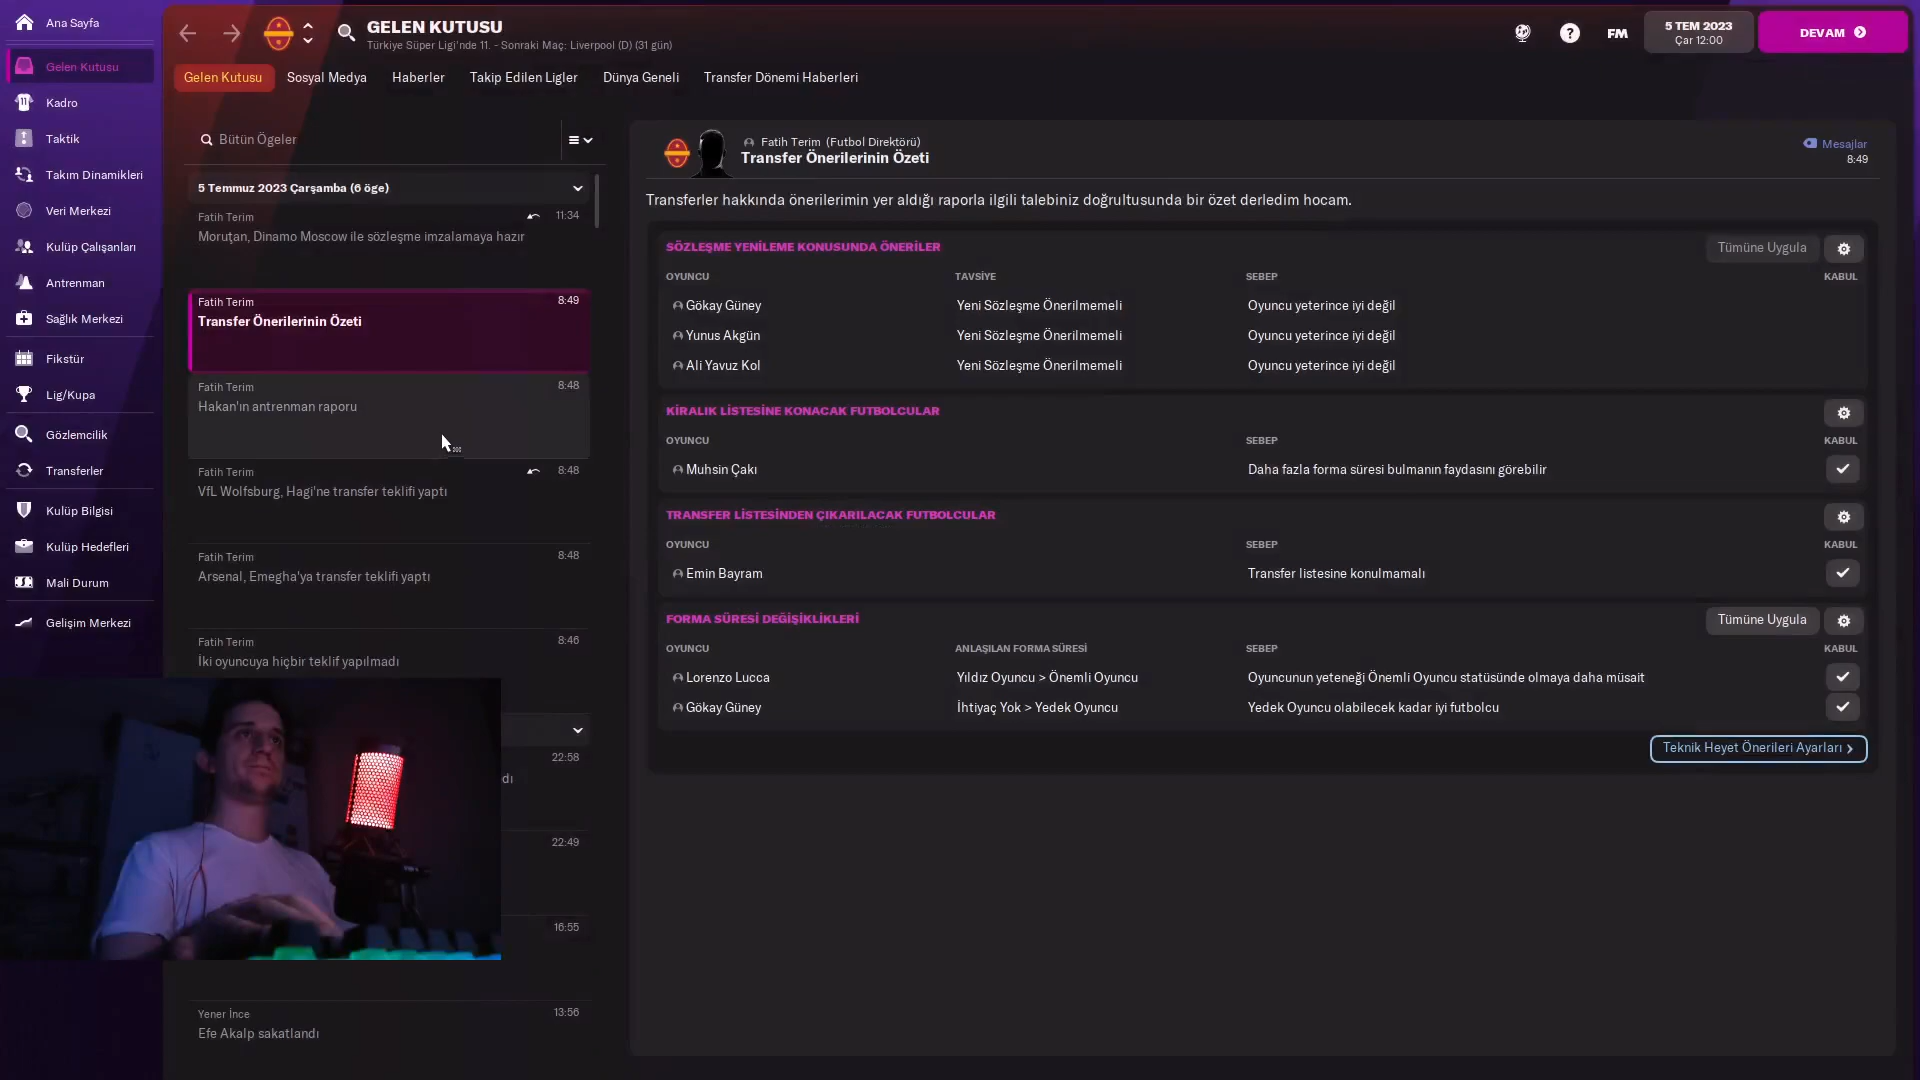 Ana Sayfa
Gelen Kutusu
Kadro
Taktik
Takım Dinamikleri
Veri Merkezi
Kulüp Çalışanları
Antrenman
Sağlık Merkezi
Fikstür
Lig/Kupa
Gözlemcilik
Transferler
Kulüp Bilgisi
Kulüp Hedefleri
Mali Durum
Gelişim Merkezi
GELEN KUTUSU
Türkiye Süper Ligi'nde 11. - Sonraki Maç: Liverpool (D) (31 gün)
FM
5 TEM 2023
Çar 12:00
DEVAM
Gelen Kutusu
Sosyal Medya
Haberler
Takip Edilen Ligler
Dünya Geneli
Transfer Dönemi Haberleri
Bütün Ögeler
5 Temmuz 2023 Çarşamba (6 öge)
Fatih Terim 11:34
Moruţan, Dinamo Moscow ile sözleşme imzalamaya hazır
Fatih Terim 8:49
Transfer Önerilerinin Özeti
Fatih Terim 8:48
Hakan'ın antrenman raporu
Fatih Terim 8:48
VfL Wolfsburg, Hagi'ne transfer teklifi yaptı
Fatih Terim 8:48
Arsenal, Emegha'ya transfer teklifi yaptı
Fatih Terim 8:46
İki oyuncuya hiçbir teklif yapılmadı
22:58
dı
22:49
16:55
Yener İnce 13:56
Efe Akalp sakatlandı
Fatih Terim (Futbol Direktörü)
Transfer Önerilerinin Özeti
Mesajlar
8:49
Transferler hakkında önerilerimin yer aldığı raporla ilgili talebiniz doğrultusunda bir özet derledim hocam.
SÖZLEŞME YENİLEME KONUSUNDA ÖNERİLER
Tümüne Uygula
OYUNCU TAVSİYE SEBEP KABUL
Gökay Güney Yeni Sözleşme Önerilmemeli Oyuncu yeterince iyi değil
Yunus Akgün Yeni Sözleşme Önerilmemeli Oyuncu yeterince iyi değil
Ali Yavuz Kol Yeni Sözleşme Önerilmemeli Oyuncu yeterince iyi değil
KİRALIK LİSTESİNE KONACAK FUTBOLCULAR
OYUNCU SEBEP KABUL
Muhsin Çakı Daha fazla forma süresi bulmanın faydasını görebilir
TRANSFER LİSTESİNDEN ÇIKARILACAK FUTBOLCULAR
OYUNCU SEBEP KABUL
Emin Bayram Transfer listesine konulmamalı
FORMA SÜRESİ DEĞİŞİKLİKLERİ
Tümüne Uygula
OYUNCU ANLAŞILAN FORMA SÜRESİ SEBEP KABUL
Lorenzo Lucca Yıldız Oyuncu > Önemli Oyuncu Oyuncunun yeteneği Önemli Oyuncu statüsünde olmaya daha müsait
Gökay Güney İhtiyaç Yok > Yedek Oyuncu Yedek Oyuncu olabilecek kadar iyi futbolcu
Teknik Heyet Önerileri Ayarları >